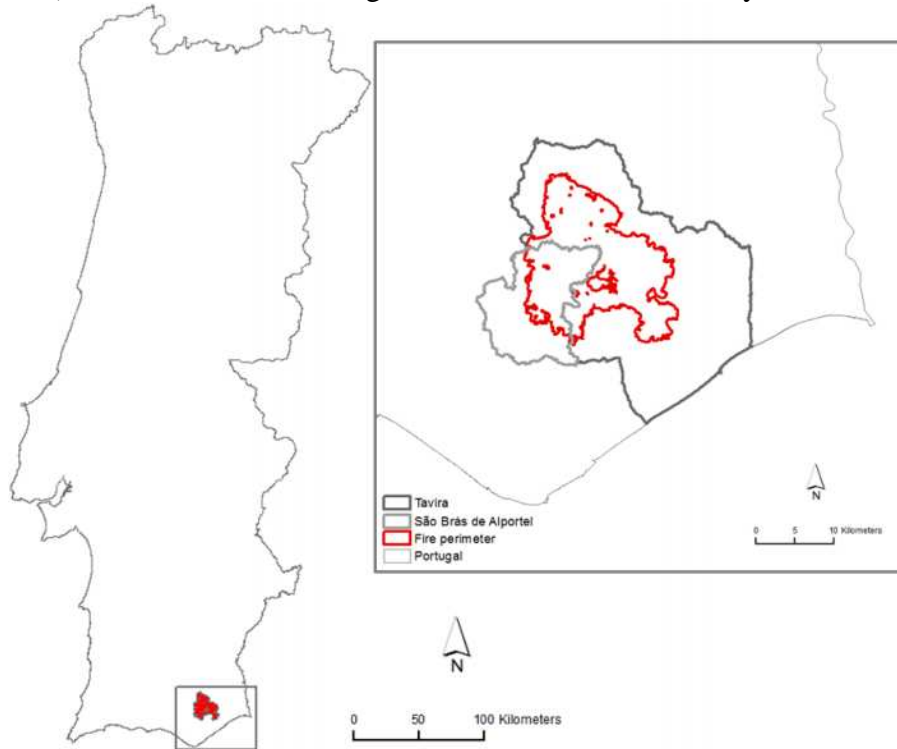 Tavira
São Brás de Alportel
Fire perimeter
Portugal
N
0 5 10 Kilometers
N
0 50 100 Kilometers